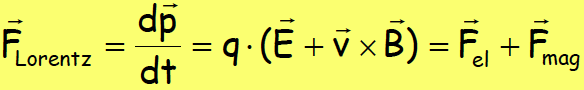 F⃗_Lorentz = dp⃗/dt = q · (E⃗ + v⃗ × B⃗) = F⃗_el + F⃗_mag